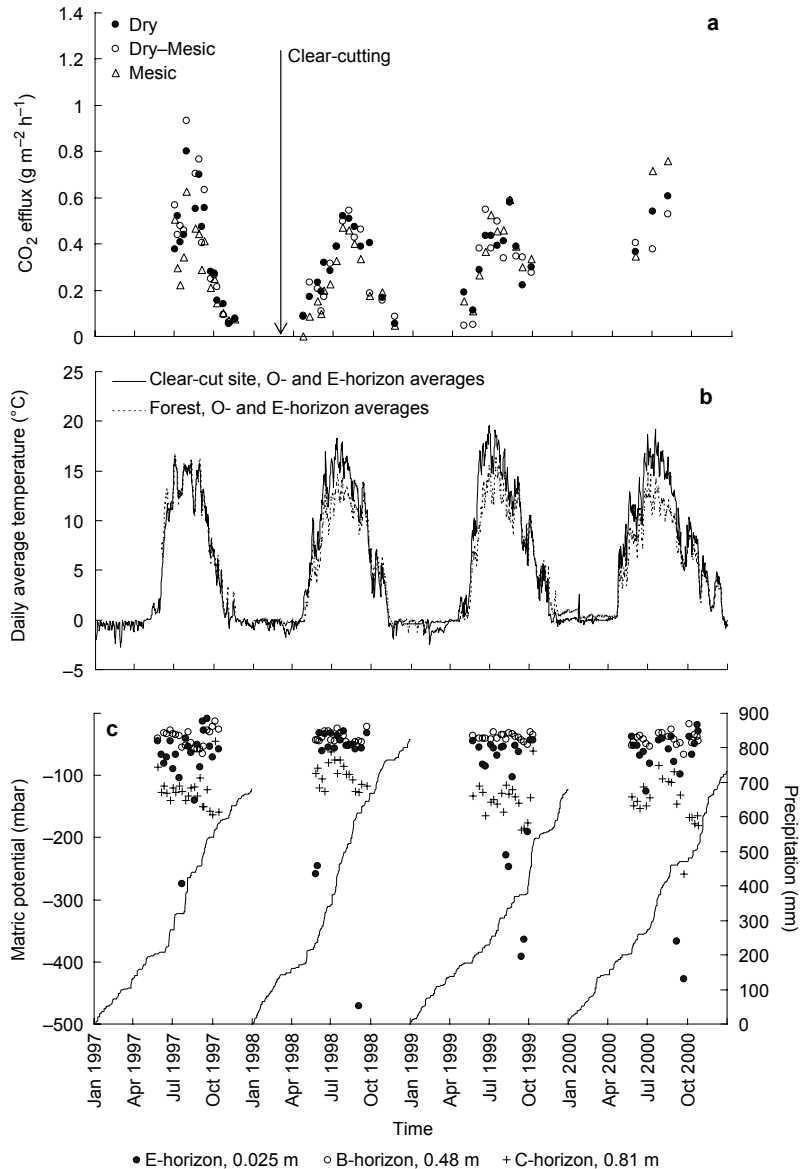 a
1.4
1.2
1
0.8
0.6
0.4
0.2
0
CO2 efflux (g m–2 h–1)
● Dry
○ Dry–Mesic
△ Mesic
Clear-cutting
b
25
20
15
10
5
0
–5
Daily average temperature (°C)
Clear-cut site, O- and E-horizon averages
Forest, O- and E-horizon averages
c
–100
–200
–300
–400
–500
Matric potential (mbar)
900
800
700
600
500
400
300
200
100
0
Precipitation (mm)
Jan 1997
Apr 1997
Jul 1997
Oct 1997
Jan 1998
Apr 1998
Jul 1998
Oct 1998
Jan 1999
Apr 1999
Jul 1999
Oct 1999
Jan 2000
Apr 2000
Jul 2000
Oct 2000
Time
● E-horizon, 0.025 m ○ B-horizon, 0.48 m + C-horizon, 0.81 m